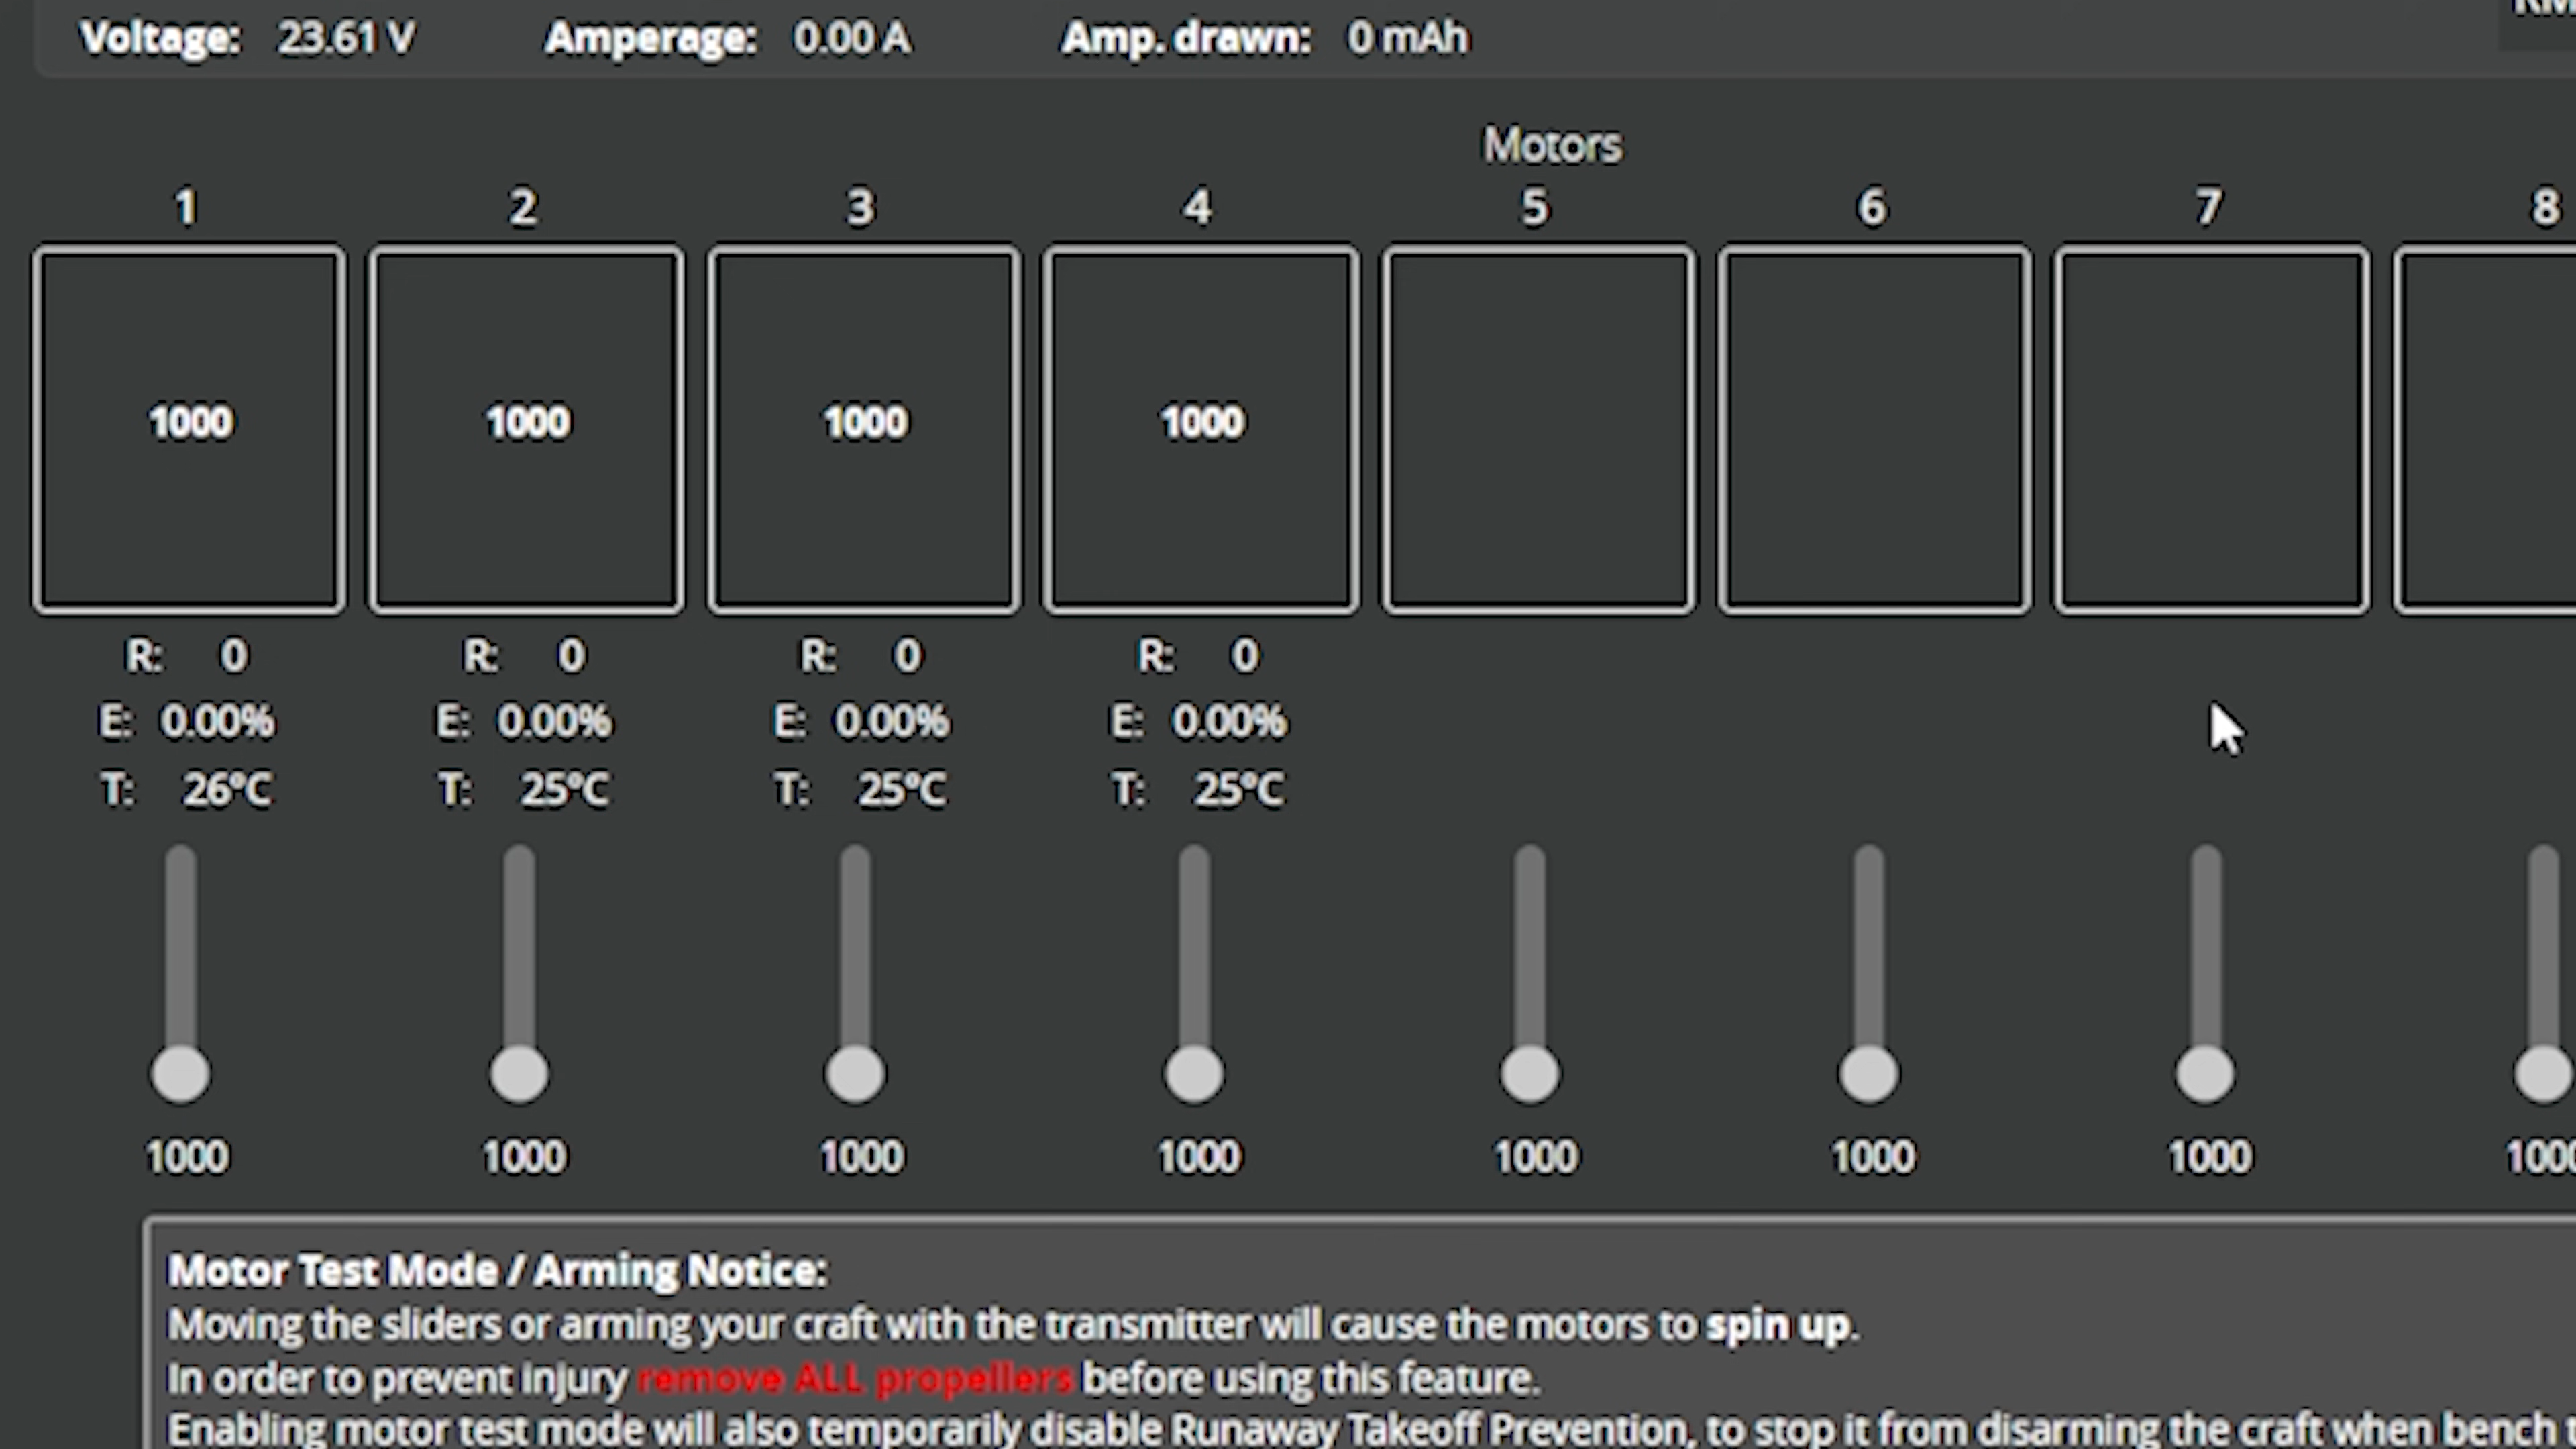 Voltage: 23.61 V Amperage: 0.00 A Amp. drawn: 0 mAh
Motors
1 2 3 4 5 6 7 8
1000 1000 1000 1000
R: 0 R: 0 R: 0 R: 0
E: 0.00% E: 0.00% E: 0.00% E: 0.00%
T: 26°C T: 25°C T: 25°C T: 25°C
1000 1000 1000 1000 1000 1000 1000 1000
Motor Test Mode / Arming Notice:
Moving the sliders or arming your craft with the transmitter will cause the motors to spin up.
In order to prevent injury remove ALL propellers before using this feature.
Enabling motor test mode will also temporarily disable Runaway Takeoff Prevention, to stop it from disarming the craft when bench